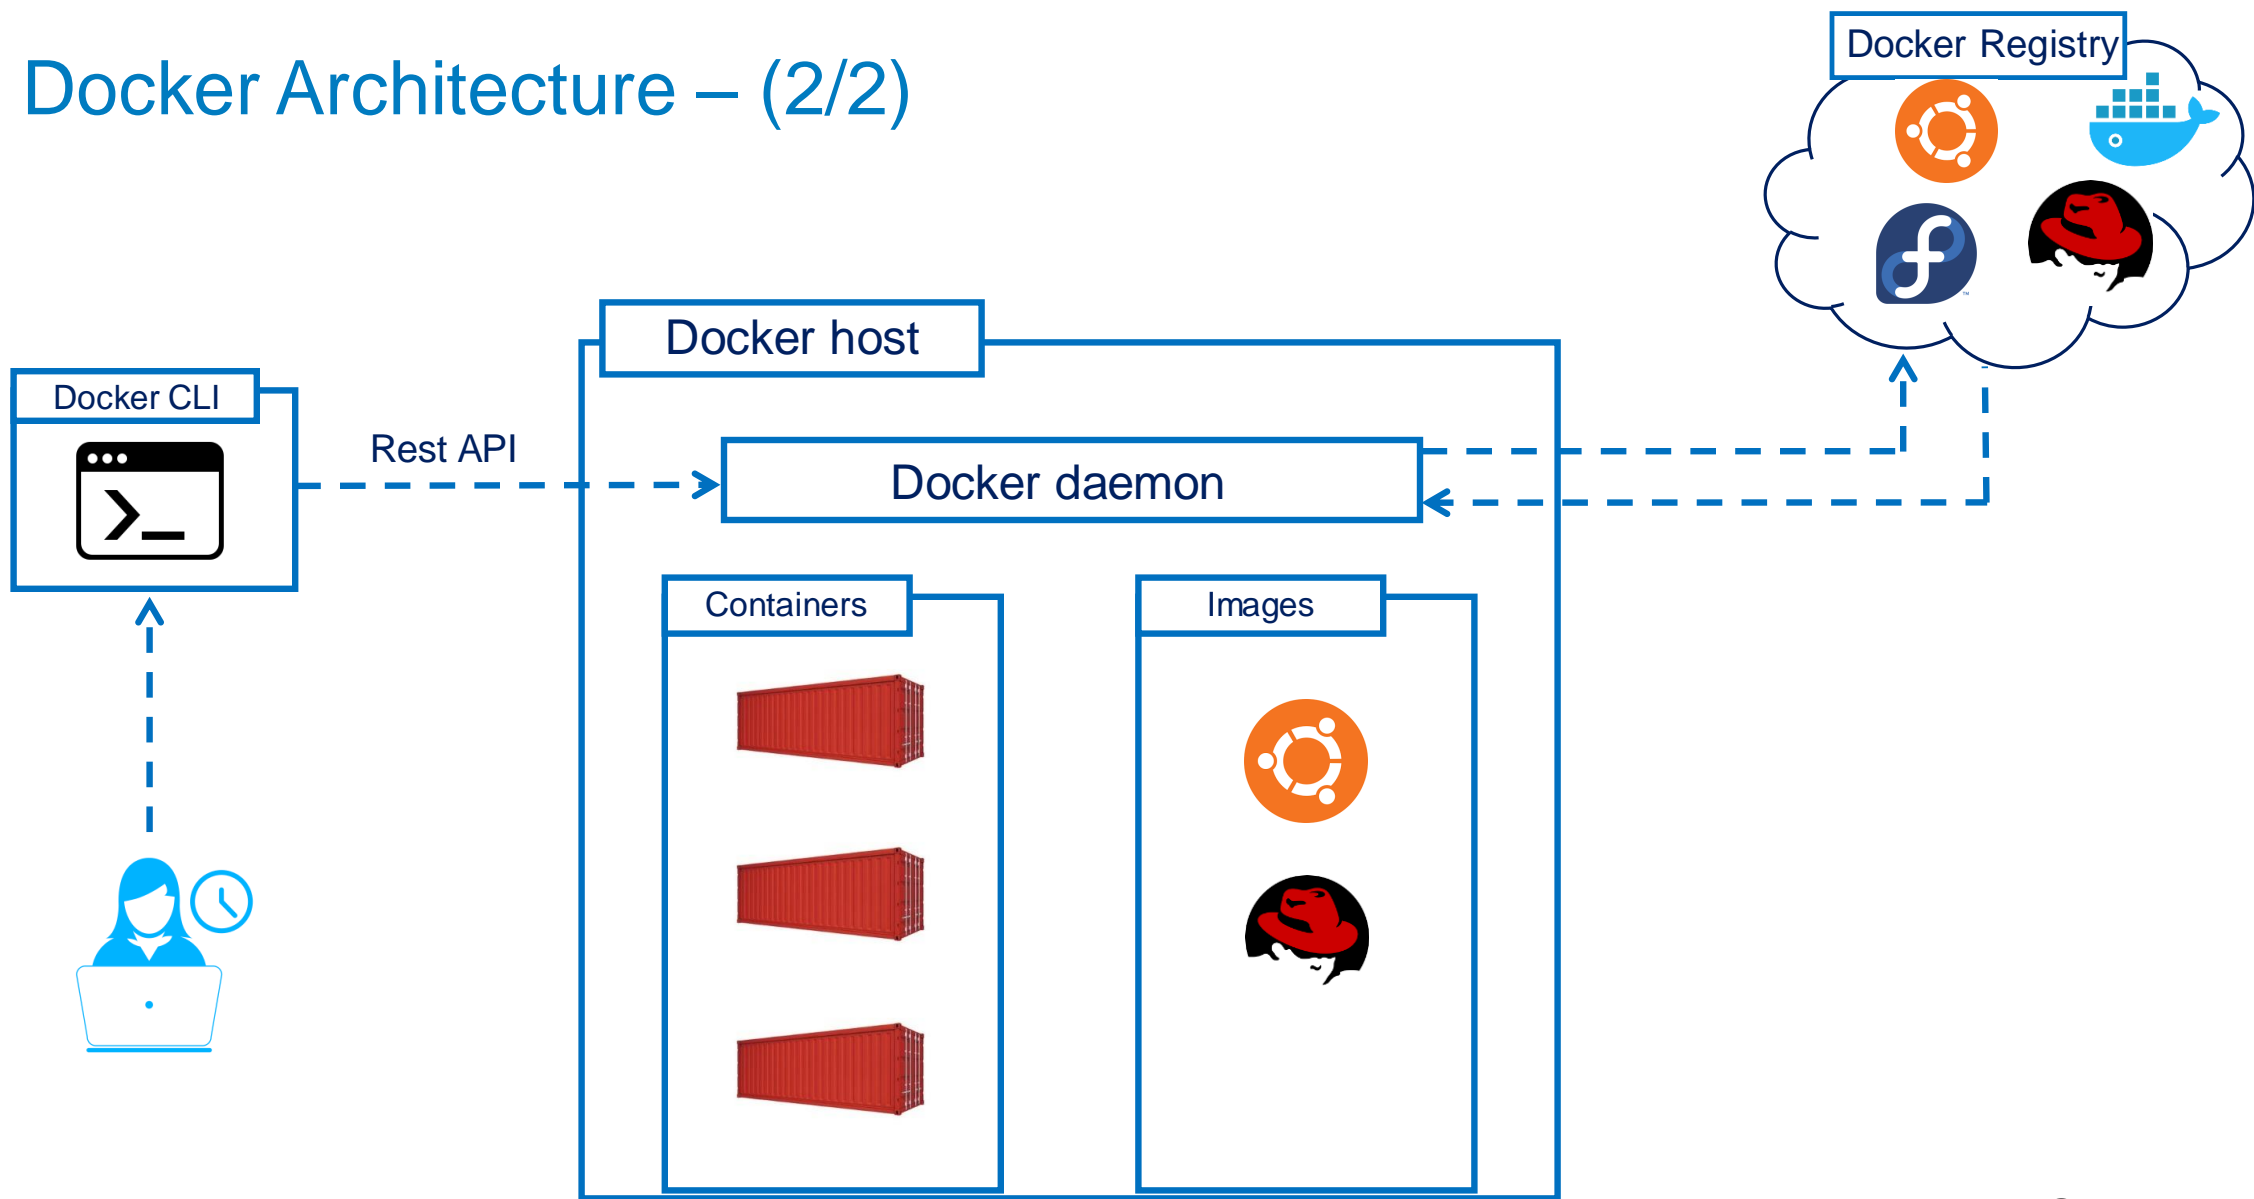 Docker Architecture – (2/2)
Docker Registry
Docker host
Docker CLI
Rest API
Docker daemon
Containers
Images